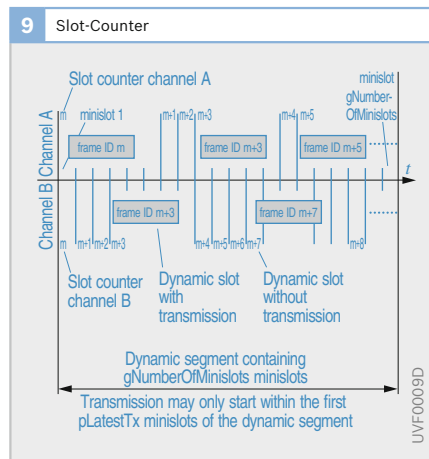 9 Slot-Counter
Slot counter channel A
minislot
gNumber-
OfMinislots
m
minislot 1
m+1
m+2
m+3
m+4
m+5
Channel A
frame ID m
frame ID m+3
frame ID m+5
t
Channel B
frame ID m+3
frame ID m+7
m
m+1
m+2
m+3
m+4
m+5
m+6
m+7
m+8
Slot counter
channel B
Dynamic slot
with
transmission
Dynamic slot
without
transmission
Dynamic segment containing
gNumberOfMinislots minislots
Transmission may only start within the first
pLatestTx minislots of the dynamic segment
UVF0009D